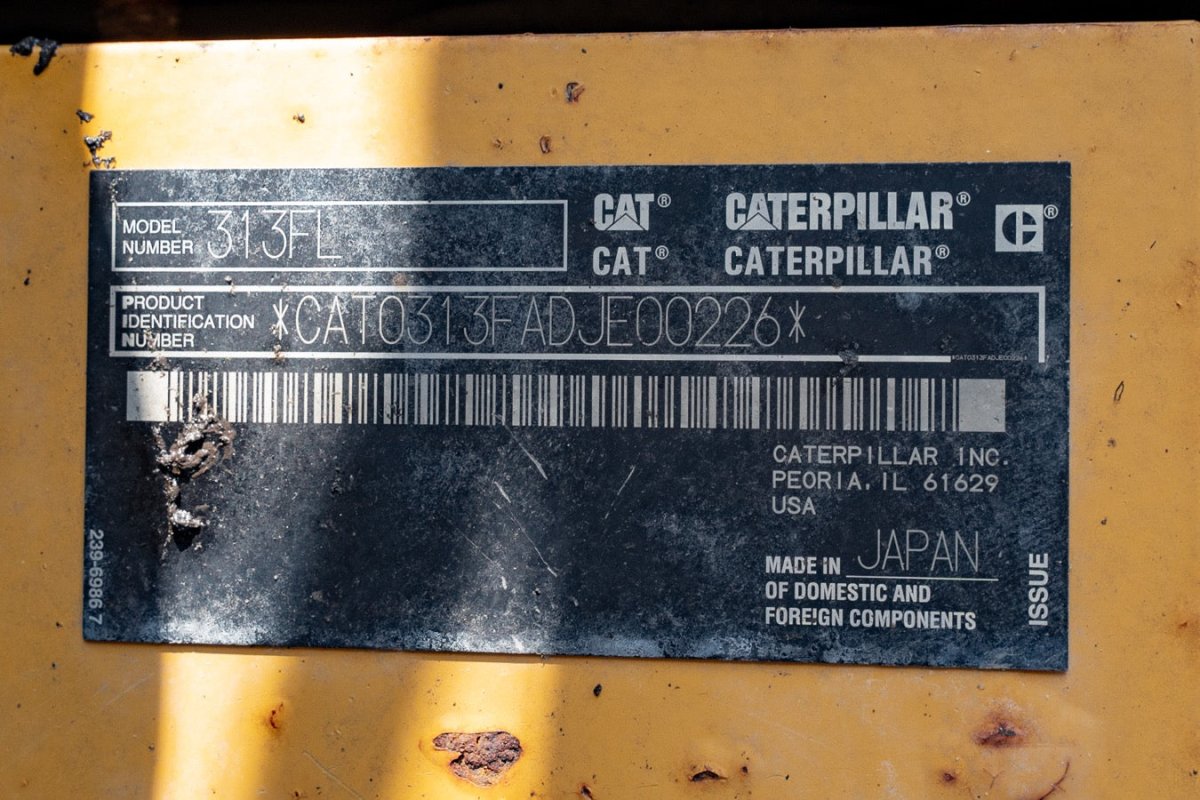 MODEL
NUMBER 313FL
CAT® CATERPILLAR®
CAT® CATERPILLAR®
PRODUCT
IDENTIFICATION
NUMBER
*CAT0313FADJE00226*
*CAT0313FADJE00226*
CATERPILLAR INC.
PEORIA, IL 61629
USA
MADE IN JAPAN
OF DOMESTIC AND
FOREIGN COMPONENTS
ISSUE
239-6986 7